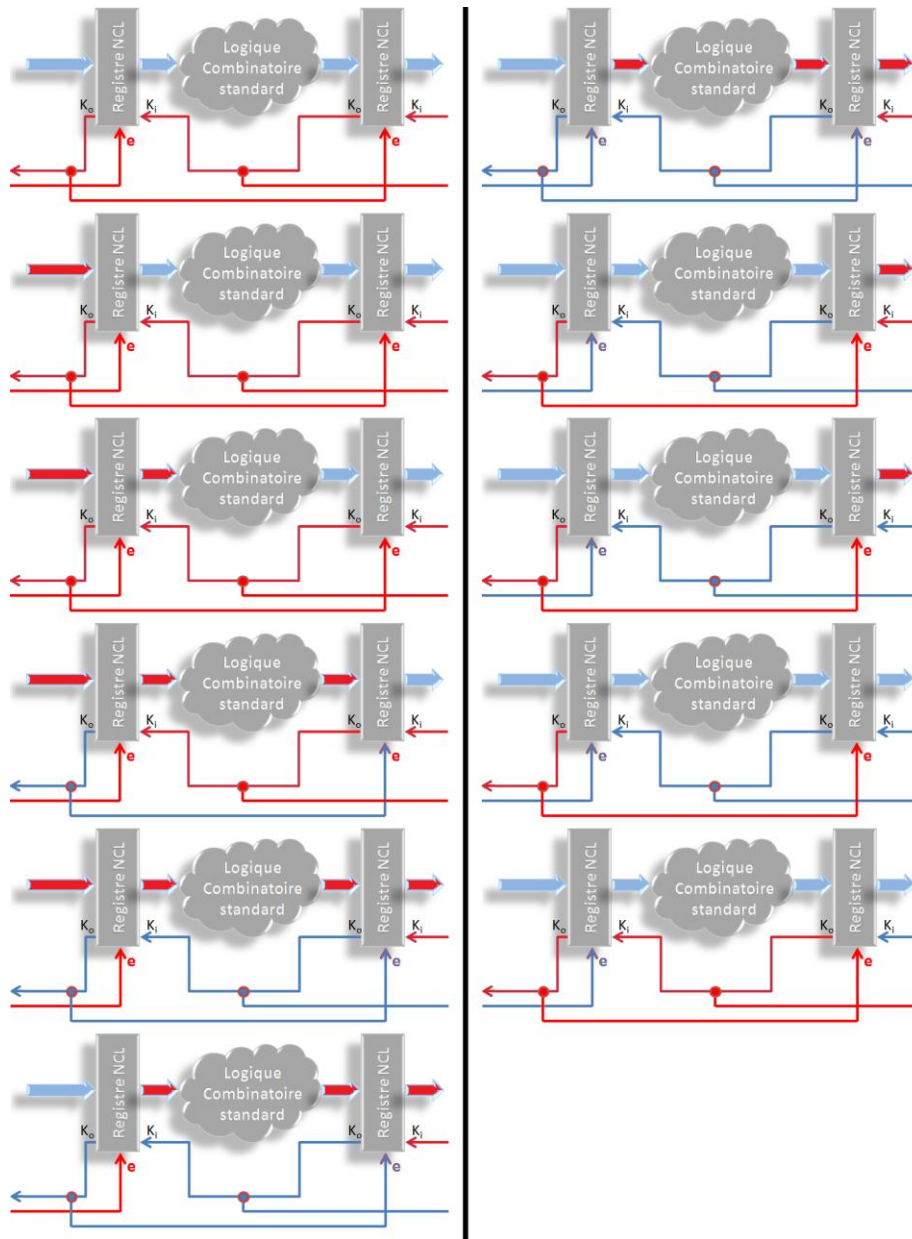 Registre NCL
Logique
Combinatoire
standard
Registre NCL
Ko Ki Ko Ki
e e
Registre NCL
Logique
Combinatoire
standard
Registre NCL
Ko Ki Ko Ki
e e
Registre NCL
Logique
Combinatoire
standard
Registre NCL
Ko Ki Ko Ki
e e
Registre NCL
Logique
Combinatoire
standard
Registre NCL
Ko Ki Ko Ki
e e
Registre NCL
Logique
Combinatoire
standard
Registre NCL
Ko Ki Ko Ki
e e
Registre NCL
Logique
Combinatoire
standard
Registre NCL
Ko Ki Ko Ki
e e
Registre NCL
Logique
Combinatoire
standard
Registre NCL
Ko Ki Ko Ki
e e
Registre NCL
Logique
Combinatoire
standard
Registre NCL
Ko Ki Ko Ki
e e
Registre NCL
Logique
Combinatoire
standard
Registre NCL
Ko Ki Ko Ki
e e
Registre NCL
Logique
Combinatoire
standard
Registre NCL
Ko Ki Ko Ki
e e
Registre NCL
Logique
Combinatoire
standard
Registre NCL
Ko Ki Ko Ki
e e